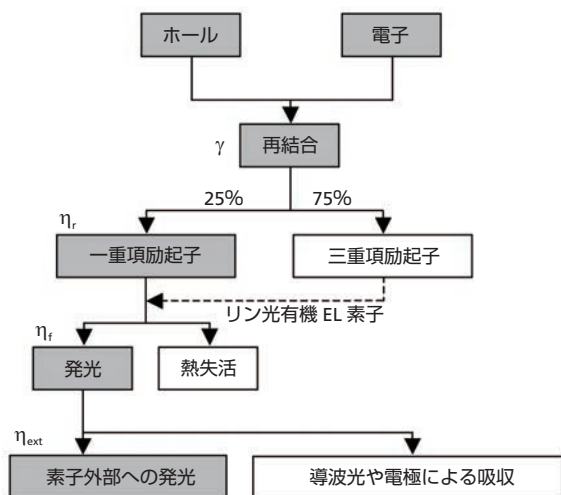 ホール
電子
γ
再結合
25%
75%
ηr
一重項励起子
三重項励起子
リン光有機 EL 素子
ηf
発光
熱失活
ηext
素子外部への発光
導波光や電極による吸収